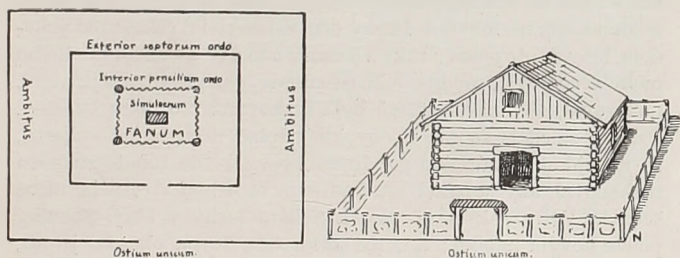 Exterior septorum ordo
Interior pensilium ordo
Ambitus
Simulacrum
FANUM
Ambitus
Ostium unicum.
N
Ostium unicum.